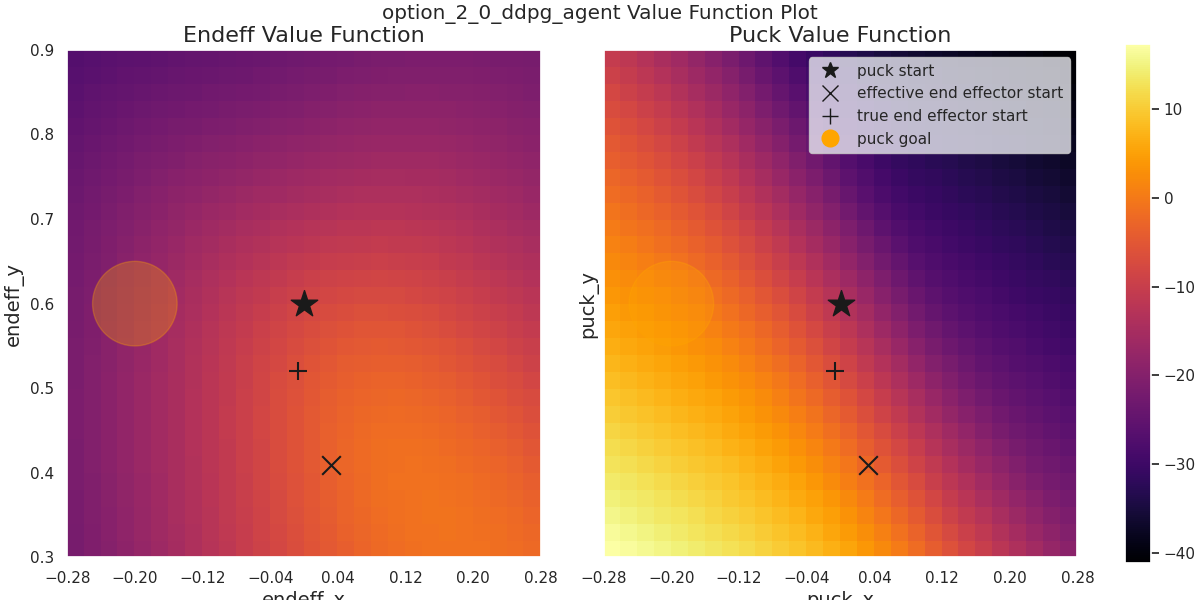 option_2_0_ddpg_agent Value Function Plot
Endeff Value Function
Puck Value Function
puck start
effective end effector start
true end effector start
puck goal
0.9
0.8
0.7
0.6
0.5
0.4
0.3
endeff_y
−0.28 −0.20 −0.12 −0.04 0.04 0.12 0.20 0.28
endeff_x
puck_y
−0.28 −0.20 −0.12 −0.04 0.04 0.12 0.20 0.28
puck_x
10
0
−10
−20
−30
−40